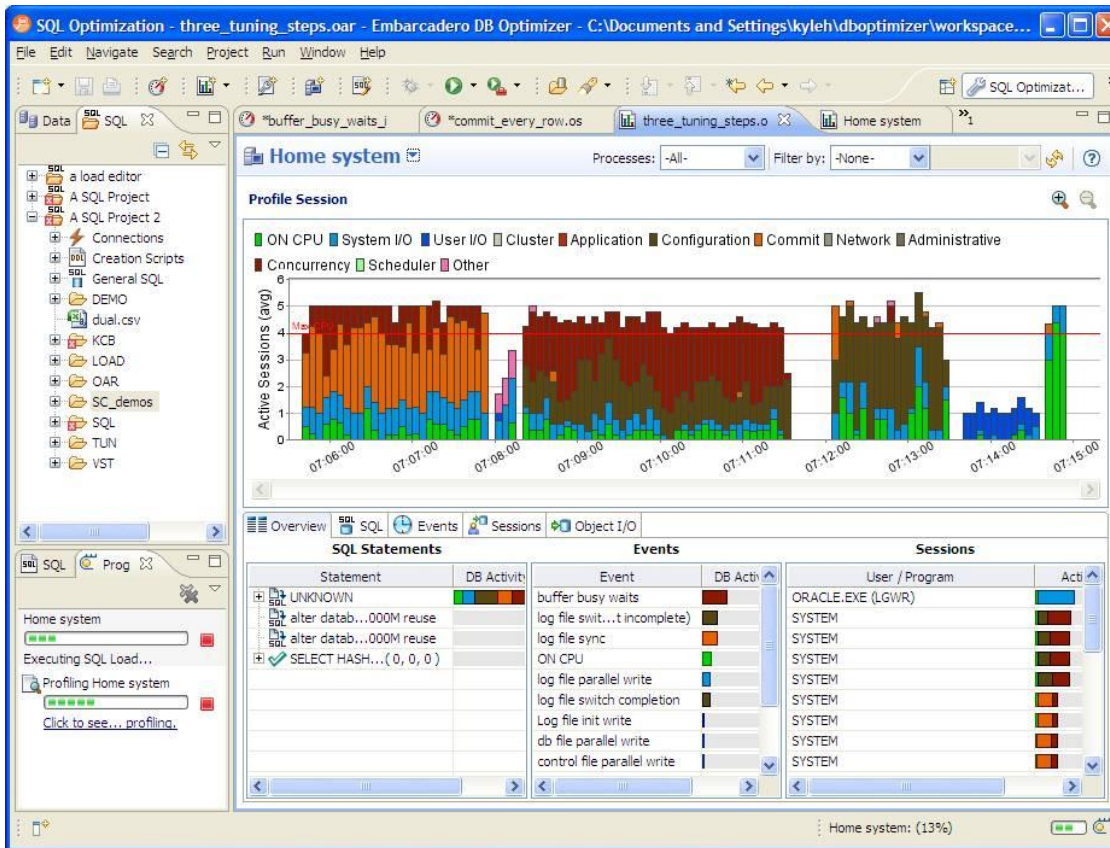 SQL Optimization - three_tuning_steps.oar - Embarcadero DB Optimizer - C:\Documents and Settings\kyleh\dboptimizer\workspace...
File Edit Navigate Search Project Run Window Help
SQL Optimizat...
Data SQL
*buffer_busy_waits_i *commit_every_row.os three_tuning_steps.o Home system »1
a load editor
A SQL Project
A SQL Project 2
Connections
Creation Scripts
General SQL
DEMO
dual.csv
KCB
LOAD
OAR
SC_demos
SQL
TUN
VST
Home system Processes: -All- Filter by: -None-
Profile Session
ON CPU System I/O User I/O Cluster Application Configuration Commit Network Administrative
Concurrency Scheduler Other
Active Sessions (avg)
6
5
4
3
2
1
0
Max CPU
07:06:00 07:07:00 07:08:00 07:09:00 07:10:00 07:11:00 07:12:00 07:13:00 07:14:00 07:15:00
Overview SQL Events Sessions Object I/O
SQL Statements
Statement DB Activity
UNKNOWN
alter datab...000M reuse
alter datab...000M reuse
SELECT HASH...( 0, 0, 0 )
Events
Event DB Activ
buffer busy waits
log file swit...t incomplete)
log file sync
ON CPU
log file parallel write
log file switch completion
Log file init write
db file parallel write
control file parallel write
Sessions
User / Program Acti
ORACLE.EXE (LGWR)
SYSTEM
SYSTEM
SYSTEM
SYSTEM
SYSTEM
SYSTEM
SYSTEM
SYSTEM
SQL Prog
Home system
Executing SQL Load...
Profiling Home system
Click to see... profiling.
Home system: (13%)